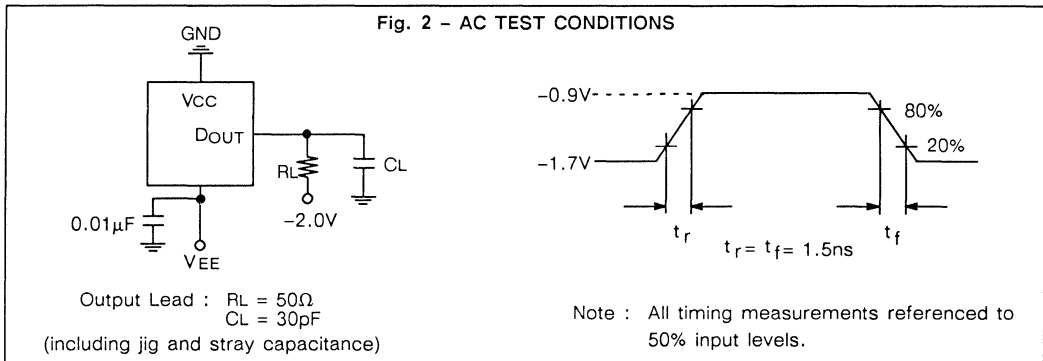 Fig. 2 – AC TEST CONDITIONS
GND
VCC
DOUT
RL
CL
–2.0V
0.01µF
VEE
Output Lead : RL = 50Ω
CL = 30pF
(including jig and stray capacitance)
–0.9V
80%
20%
–1.7V
tr
tf
tr = tf = 1.5ns
Note : All timing measurements referenced to
50% input levels.